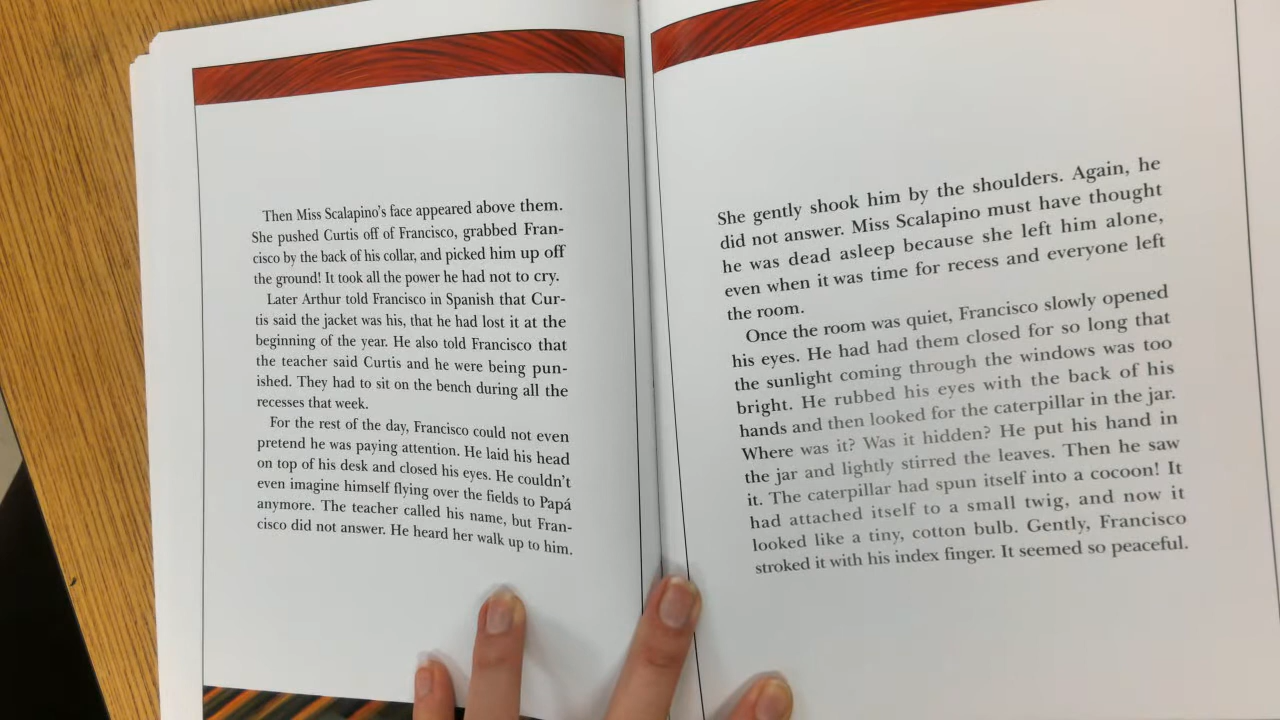 Then Miss Scalapino's face appeared above them.
She pushed Curtis off of Francisco, grabbed Fran-
cisco by the back of his collar, and picked him up off
the ground! It took all the power he had not to cry.
Later Arthur told Francisco in Spanish that Cur-
tis said the jacket was his, that he had lost it at the
beginning of the year. He also told Francisco that
the teacher said Curtis and he were being pun-
ished. They had to sit on the bench during all the
recesses that week.
For the rest of the day, Francisco could not even
pretend he was paying attention. He laid his head
on top of his desk and closed his eyes. He couldn't
even imagine himself flying over the fields to Papá
anymore. The teacher called his name, but Fran-
cisco did not answer. He heard her walk up to him.
She gently shook him by the shoulders. Again, he
did not answer. Miss Scalapino must have thought
he was dead asleep because she left him alone,
even when it was time for recess and everyone left
the room.
Once the room was quiet, Francisco slowly opened
his eyes. He had had them closed for so long that
the sunlight coming through the windows was too
bright. He rubbed his eyes with the back of his
hands and then looked for the caterpillar in the jar.
Where was it? Was it hidden? He put his hand in
the jar and lightly stirred the leaves. Then he saw
it. The caterpillar had spun itself into a cocoon! It
had attached itself to a small twig, and now it
looked like a tiny, cotton bulb. Gently, Francisco
stroked it with his index finger. It seemed so peaceful.